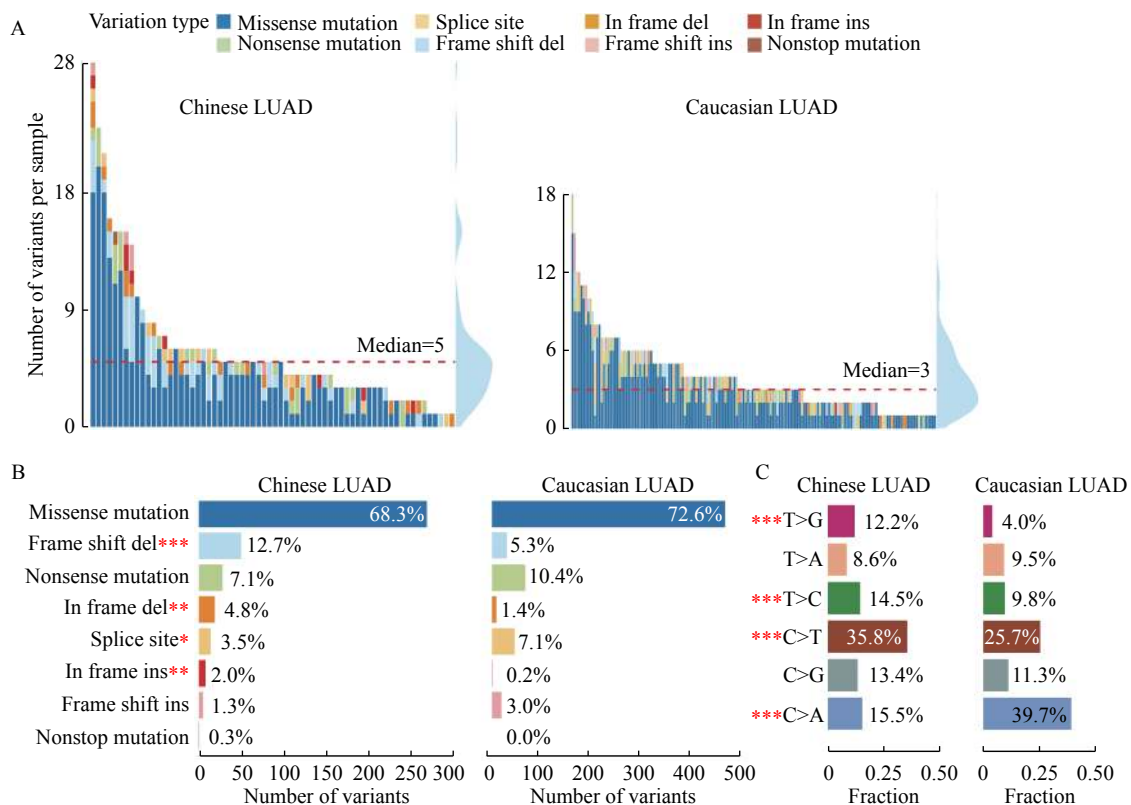 A
Variation type
Missense mutation
Splice site
In frame del
In frame ins
Nonsense mutation
Frame shift del
Frame shift ins
Nonstop mutation
Number of variants per sample
28
18
9
0
Chinese LUAD
Median=5
Caucasian LUAD
18
12
6
0
Median=3
B
Chinese LUAD
Caucasian LUAD
Missense mutation 68.3% 72.6%
Frame shift del*** 12.7% 5.3%
Nonsense mutation 7.1% 10.4%
In frame del** 4.8% 1.4%
Splice site* 3.5% 7.1%
In frame ins** 2.0% 0.2%
Frame shift ins 1.3% 3.0%
Nonstop mutation 0.3% 0.0%
0 50 100 150 200 250 300
Number of variants
0 100 200 300 400 500
Number of variants
C
Chinese LUAD
Caucasian LUAD
***T>G 12.2% 4.0%
T>A 8.6% 9.5%
***T>C 14.5% 9.8%
***C>T 35.8% 25.7%
C>G 13.4% 11.3%
***C>A 15.5% 39.7%
0 0.25 0.50
Fraction
0 0.25 0.50
Fraction